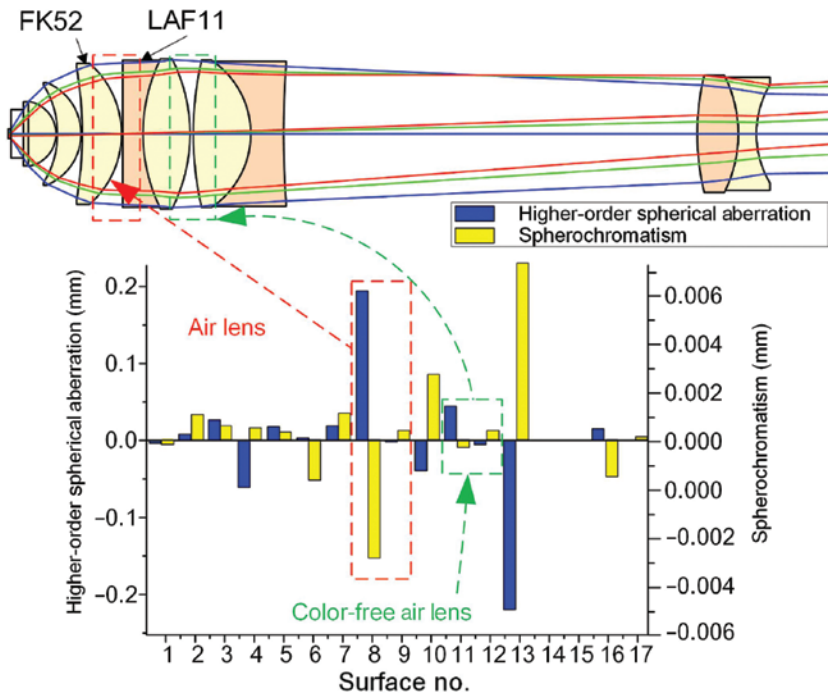 FK52
LAF11
Higher-order spherical aberration
Spherochromatism
Higher-order spherical aberration (mm)
0.2
0.1
0.0
−0.1
−0.2
Air lens
Color-free air lens
0.006
0.004
0.002
0.000
0.000
−0.002
−0.004
−0.006
Spherochromatism (mm)
1 2 3 4 5 6 7 8 9 10 11 12 13 14 15 16 17
Surface no.